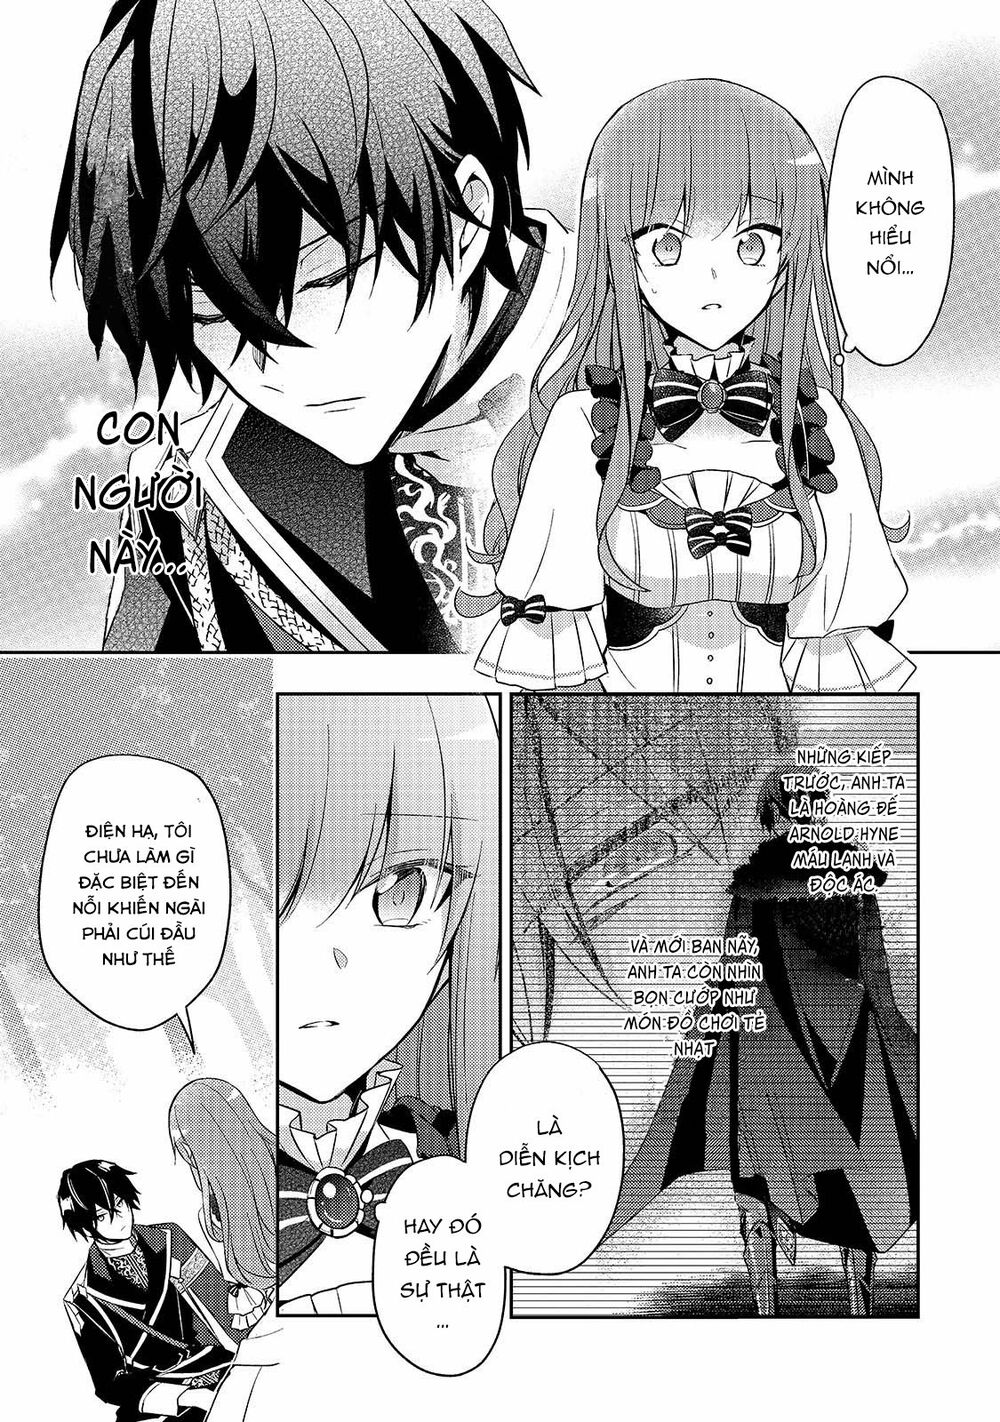 MÌNH
KHÔNG
HIỂU
NỔI...
CON
NGƯỜI
NÀY...
NHỮNG KIẾP
TRƯỚC, ANH TA
LÀ HOÀNG ĐẾ
ARNOLD HYNE
MÁU LẠNH VÀ
ĐỘC ÁC.
VÀ MỚI BAN NÃY,
ANH TA CÒN NHÌN
BỌN CƯỚP NHƯ
MÓN ĐỒ CHƠI TẺ
NHẠT
LÀ
DIỄN KỊCH
CHĂNG?
HAY ĐÓ
ĐỀU LÀ
SỰ THẬT
...
ĐIỆN HẠ, TÔI
CHƯA LÀM GÌ
ĐẶC BIỆT ĐẾN
NỖI KHIẾN NGÀI
PHẢI CÚI ĐẦU
NHƯ THẾ